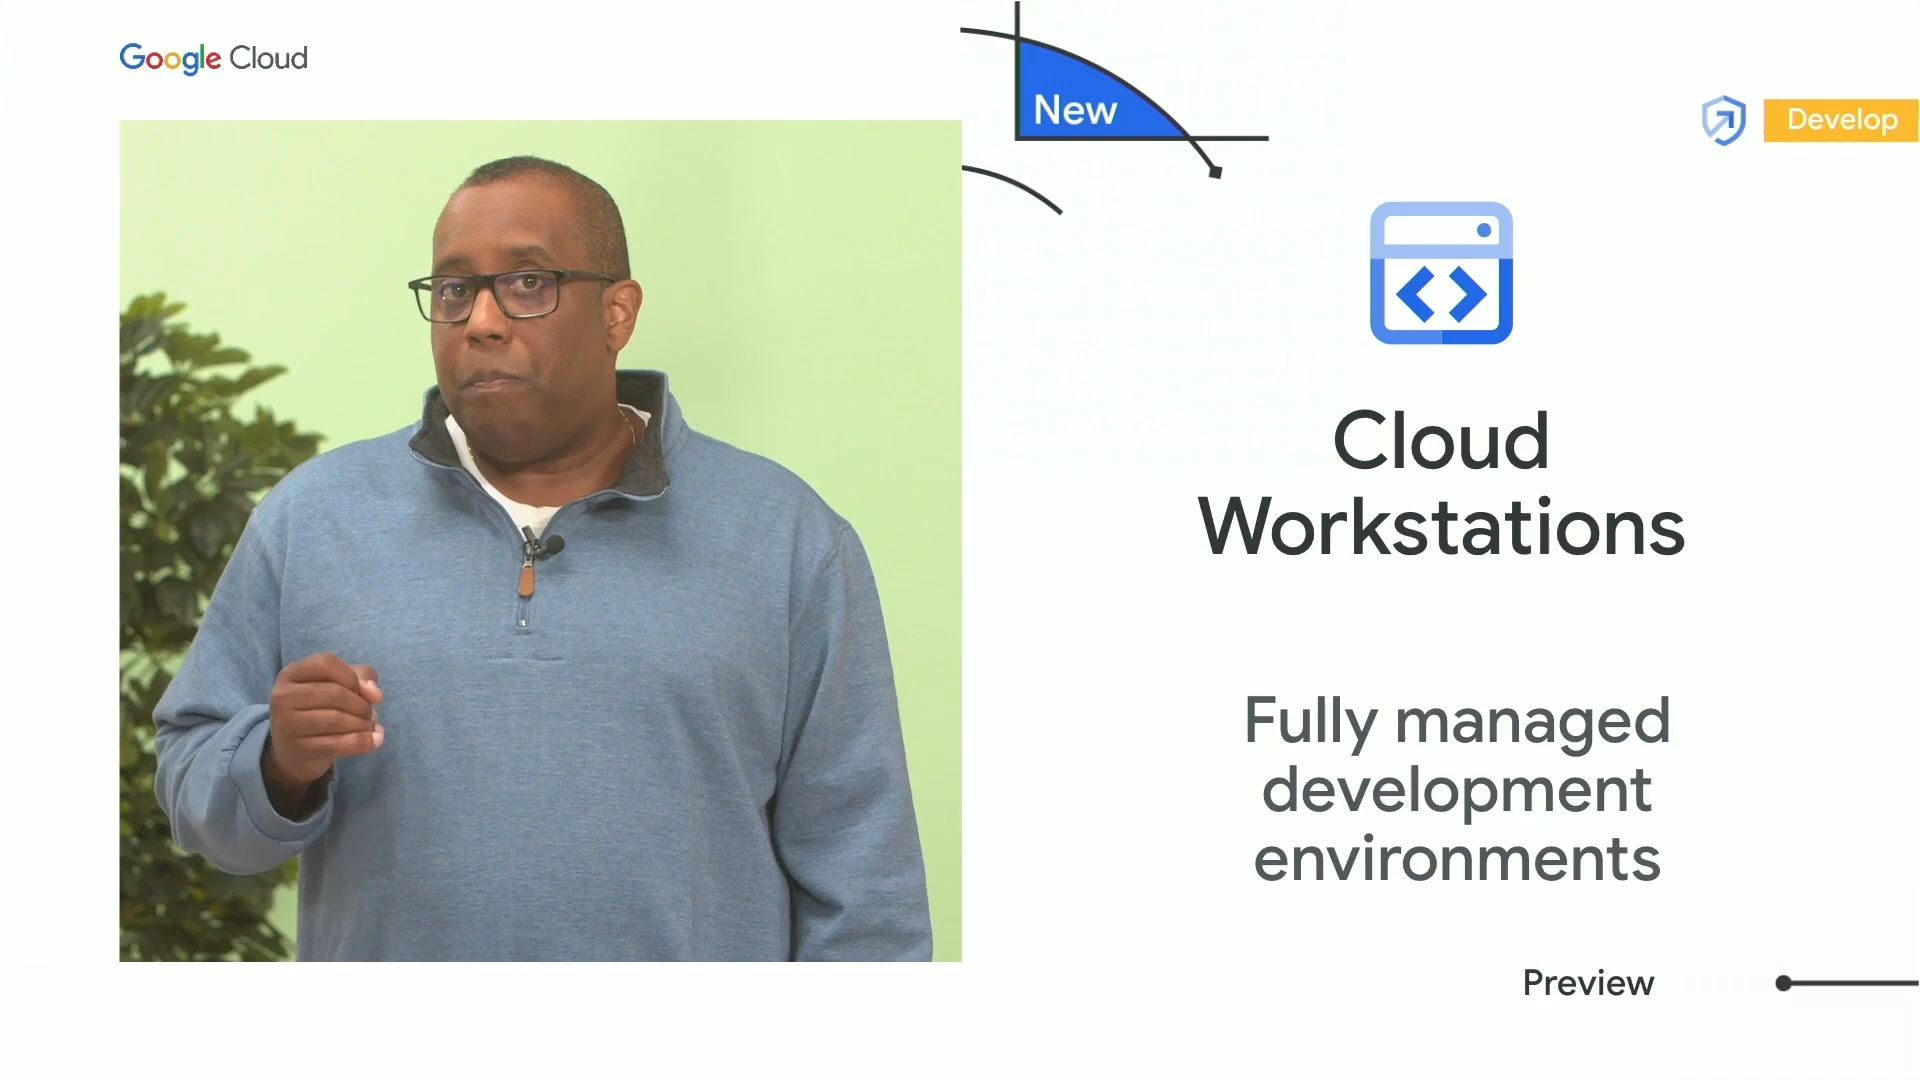 Google Cloud
New
Develop
Cloud
Workstations
Fully managed
development
environments
Preview